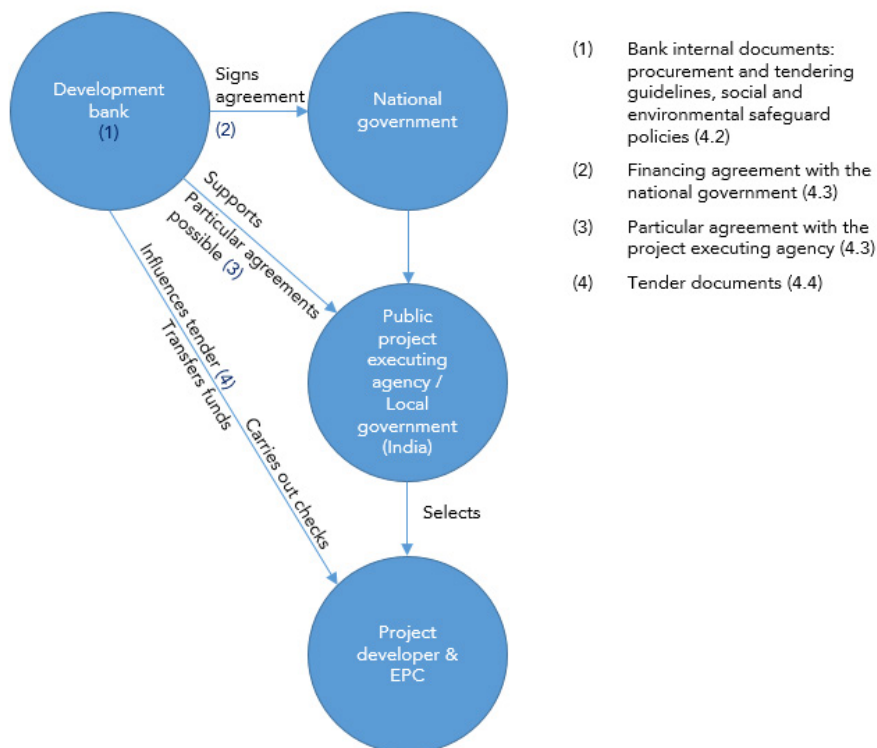 Development
bank
(1)
Signs
agreement
(2)
National
government
Supports
Particular agreements
possible (3)
Influences tender (4)
Transfers funds
Carries out checks
Public
project
executing
agency /
Local
government
(India)
Selects
Project
developer &
EPC
(1) Bank internal documents:
procurement and tendering
guidelines, social and
environmental safeguard
policies (4.2)
(2) Financing agreement with the
national government (4.3)
(3) Particular agreement with the
project executing agency (4.3)
(4) Tender documents (4.4)